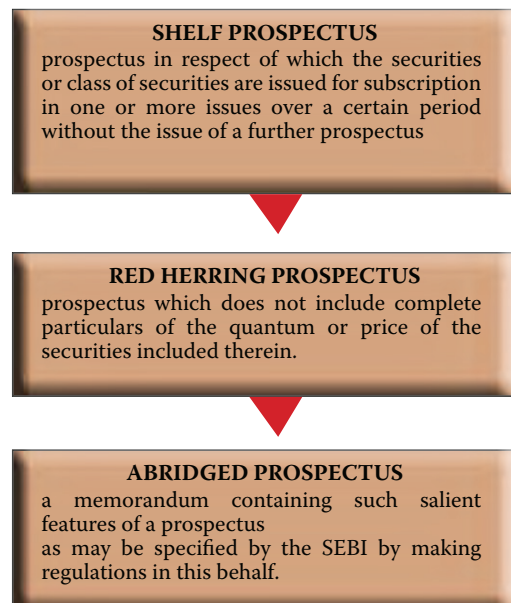 SHELF PROSPECTUS
prospectus in respect of which the securities
or class of securities are issued for subscription
in one or more issues over a certain period
without the issue of a further prospectus
RED HERRING PROSPECTUS
prospectus which does not include complete
particulars of the quantum or price of the
securities included therein.
ABRIDGED PROSPECTUS
a memorandum containing such salient
features of a prospectus
as may be specified by the SEBI by making
regulations in this behalf.